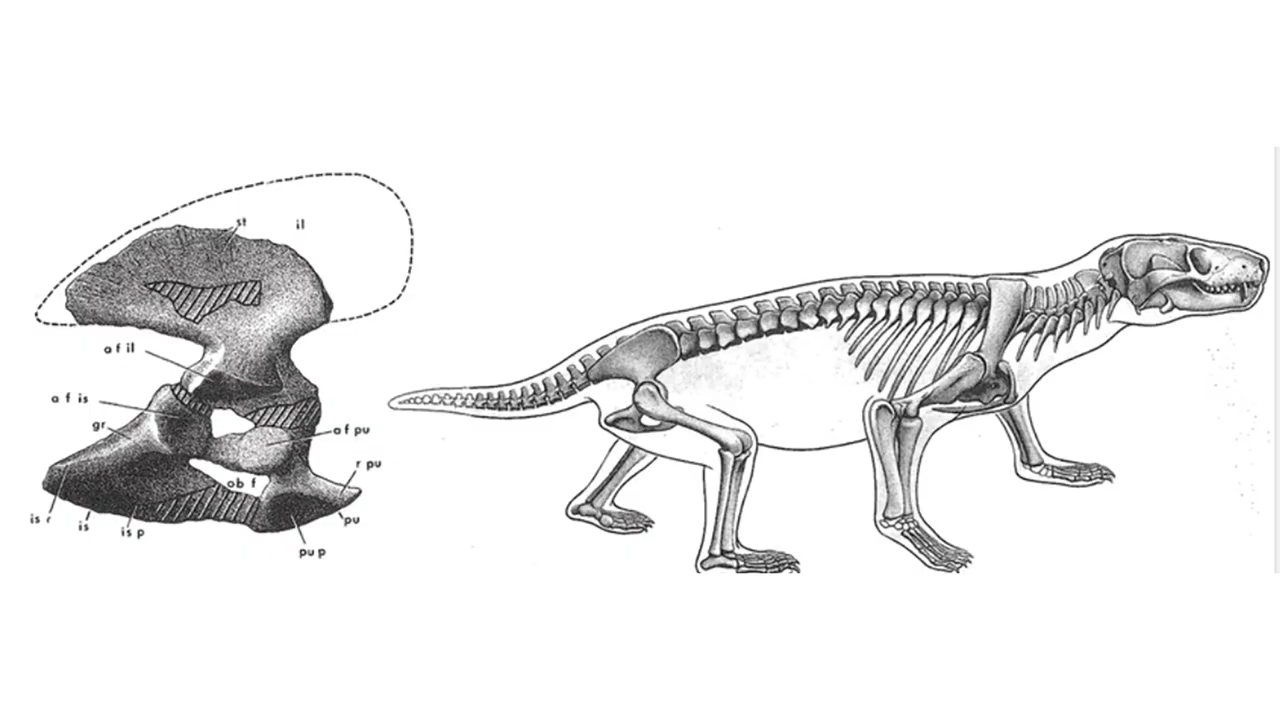 st il
a f il
a f is
gr
a f pu
r pu
ob f
is r is is p pu
pu p